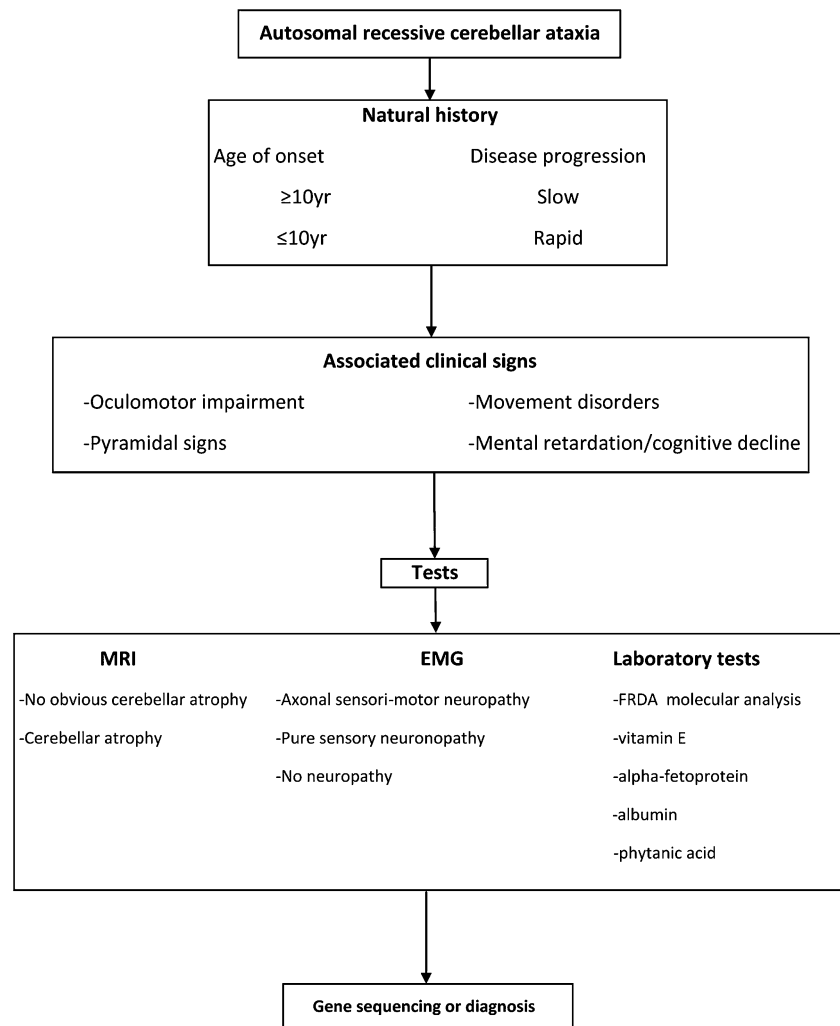 Autosomal recessive cerebellar ataxia
Natural history
Age of onset Disease progression
≥10yr Slow
≤10yr Rapid
Associated clinical signs
-Oculomotor impairment -Movement disorders
-Pyramidal signs -Mental retardation/cognitive decline
Tests
MRI EMG Laboratory tests
-No obvious cerebellar atrophy -Axonal sensori-motor neuropathy -FRDA molecular analysis
-Cerebellar atrophy -Pure sensory neuronopathy -vitamin E
-No neuropathy -alpha-fetoprotein
-albumin
-phytanic acid
Gene sequencing or diagnosis